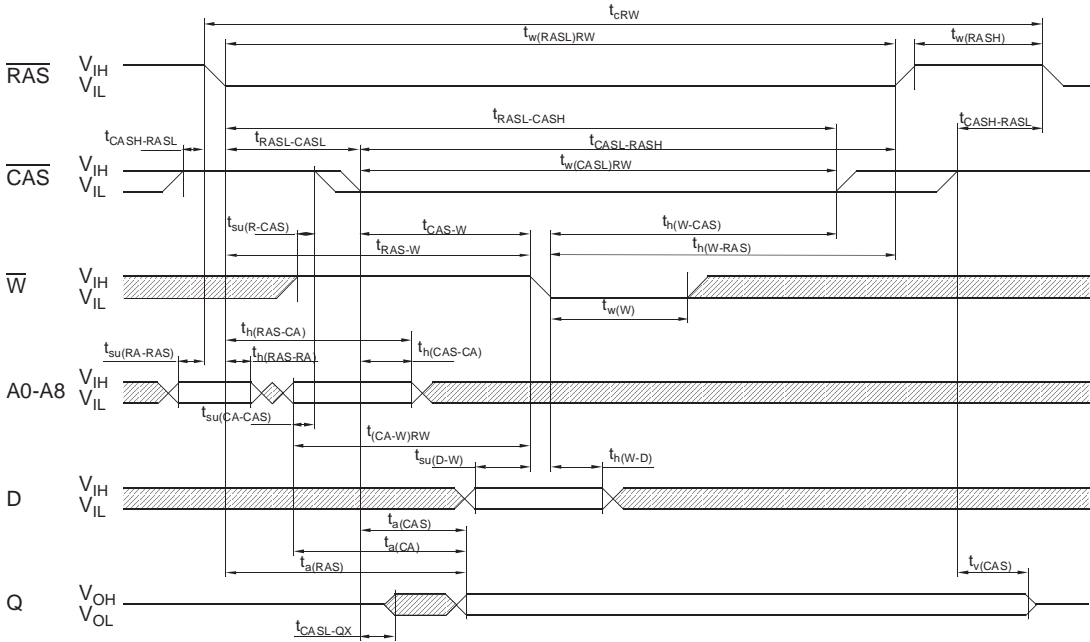 tcRW
tw(RASL)RW
tw(RASH)
RAS
VIH
VIL
tRASL-CASH
tCASH-RASL
tRASL-CASL
tCASL-RASH
tCASH-RASL
CAS
VIH
VIL
tw(CASL)RW
tsu(R-CAS)
tCAS-W
th(W-CAS)
tRAS-W
th(W-RAS)
W
VIH
VIL
tw(W)
th(RAS-CA)
tsu(RA-RAS)
th(RAS-RA)
th(CAS-CA)
A0-A8
VIH
VIL
tsu(CA-CAS)
t(CA-W)RW
tsu(D-W)
th(W-D)
D
VIH
VIL
ta(CAS)
ta(CA)
ta(RAS)
tv(CAS)
Q
VOH
VOL
tCASL-QX